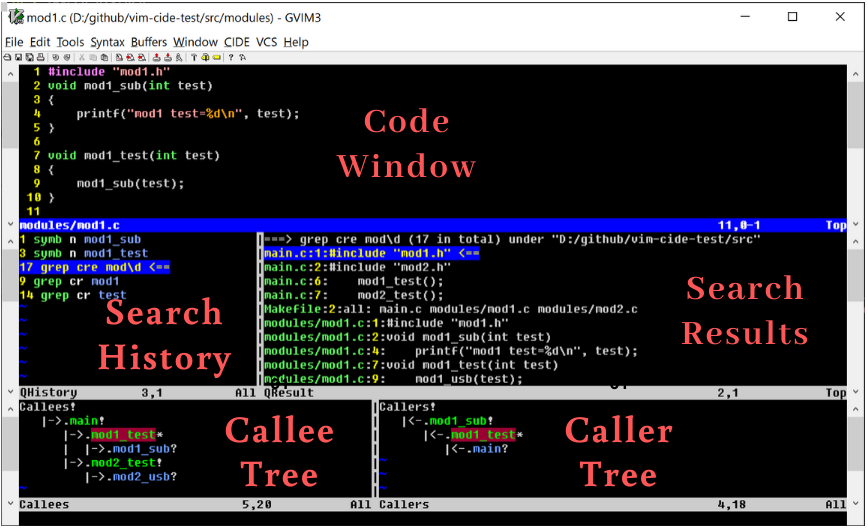 mod1.c (D:/github/vim-cide-test/src/modules) - GVIM3
File Edit Tools Syntax Buffers Window CIDE VCS Help
1 #include "mod1.h"
2 void mod1_sub(int test)
3 {
4     printf("mod1 test=%d\n", test);
5 }
6
7 void mod1_test(int test)
8 {
9     mod1_sub(test);
10 }
11
Code
Window
modules/mod1.c 11,0-1 Top
1 symb n mod1_sub
3 symb n mod1_test
17 grep cre mod\d <==
9 grep cr mod1
14 grep cr test
Search
History
QHistory 3,1 All
===> grep cre mod\d (17 in total) under "D:/github/vim-cide-test/src"
main.c:1:#include "mod1.h" <==
main.c:2:#include "mod2.h"
main.c:6:    mod1_test();
main.c:7:    mod2_test();
Makefile:2:all: main.c modules/mod1.c modules/mod2.c
modules/mod1.c:1:#include "mod1.h"
modules/mod1.c:2:void mod1_sub(int test)
modules/mod1.c:4:    printf("mod1 test=%d\n", test);
modules/mod1.c:7:void mod1_test(int test)
modules/mod1.c:9:    mod1_usb(test);
Search
Results
QResult 2,1 Top
Callees!
|->.main!
|->.mod1_test*
| |->.mod1_sub?
|->.mod2_test!
|->.mod2_usb?
Callee
Tree
Callees 5,20 All
Callers!
|<-.mod1_sub!
|<-.mod1_test*
|<-.main?
Caller
Tree
Callers 4,18 All